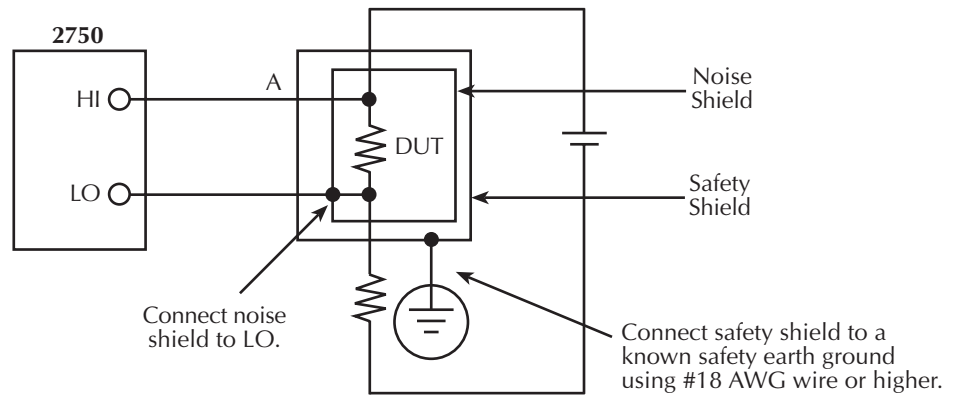 2750
HI
A
LO
DUT
Noise
Shield
Safety
Shield
Connect noise
shield to LO.
Connect safety shield to a
known safety earth ground
using #18 AWG wire or higher.